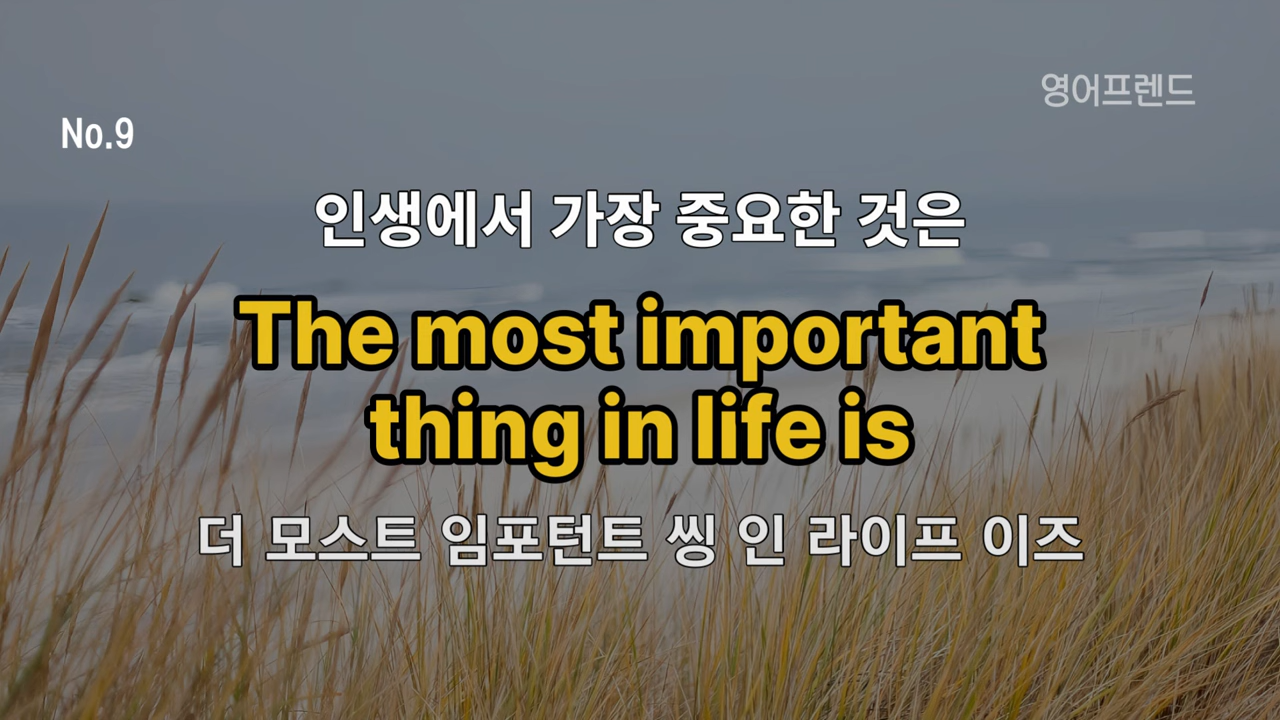 영어프렌드
No.9
인생에서 가장 중요한 것은
The most important
thing in life is
더 모스트 임포턴트 씽 인 라이프 이즈